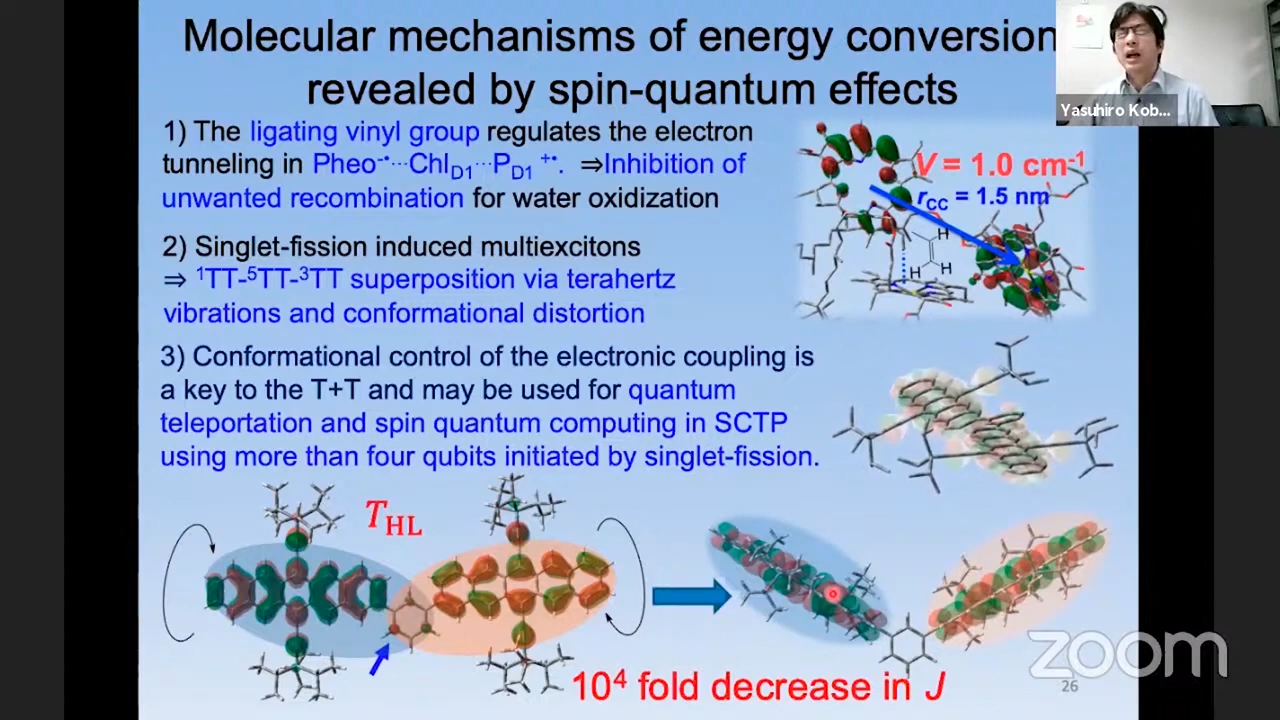 Molecular mechanisms of energy conversion
revealed by spin-quantum effects
Yasuhiro Kob...
1) The ligating vinyl group regulates the electron
tunneling in Pheo⁻•···Chl_D1···P_D1⁺•. ⇒Inhibition of
unwanted recombination for water oxidization
V = 1.0 cm⁻¹
r_CC = 1.5 nm
H
H
H
2) Singlet-fission induced multiexcitons
⇒ ¹TT-⁵TT-³TT superposition via terahertz
vibrations and conformational distortion
3) Conformational control of the electronic coupling is
a key to the T+T and may be used for quantum
teleportation and spin quantum computing in SCTP
using more than four qubits initiated by singlet-fission.
T_HL
10⁴ fold decrease in J
zoom
26